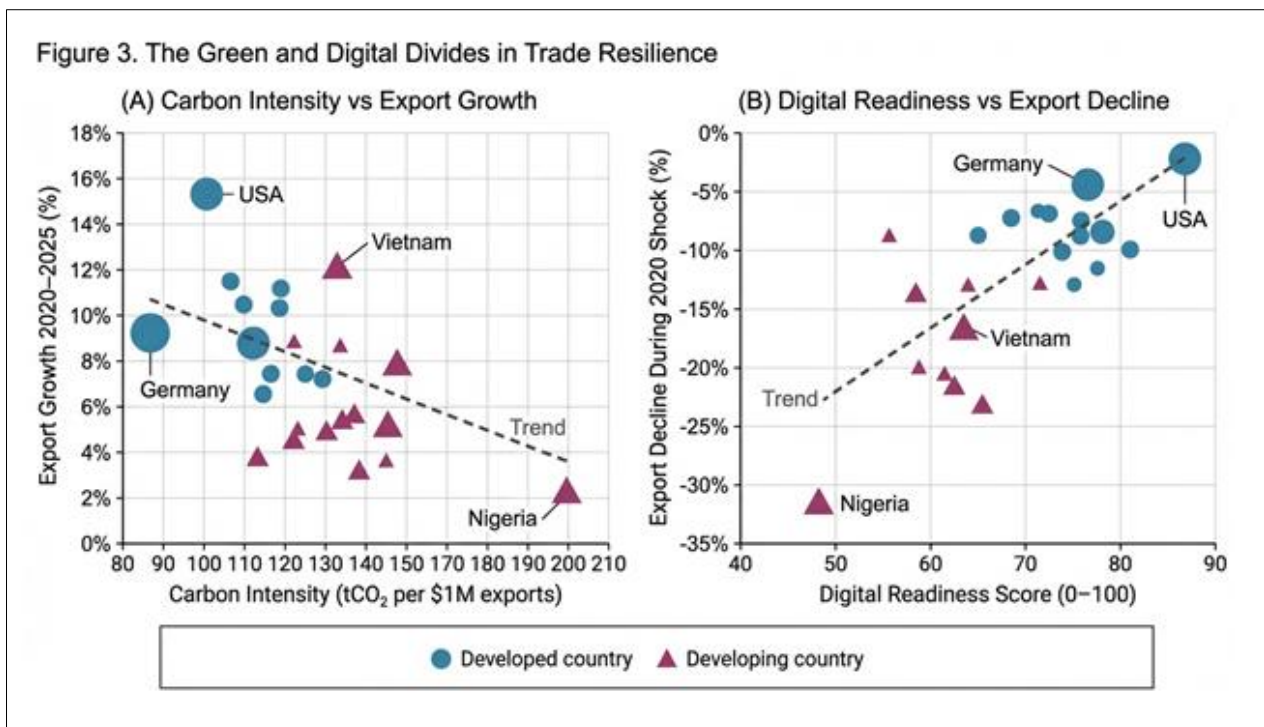 Figure 3. The Green and Digital Divides in Trade Resilience
(A) Carbon Intensity vs Export Growth
Export Growth 2020–2025 (%)
18%
16%
14%
12%
10%
8%
6%
4%
2%
0%
USA
Vietnam
Germany
Trend
Nigeria
80 90 100 110 120 130 140 150 160 170 180 190 200 210
Carbon Intensity (tCO₂ per $1M exports)
(B) Digital Readiness vs Export Decline
Export Decline During 2020 Shock (%)
0%
-5%
-10%
-15%
-20%
-25%
-30%
-35%
Germany
USA
Vietnam
Trend
Nigeria
40 50 60 70 80 90
Digital Readiness Score (0–100)
Developed country
Developing country